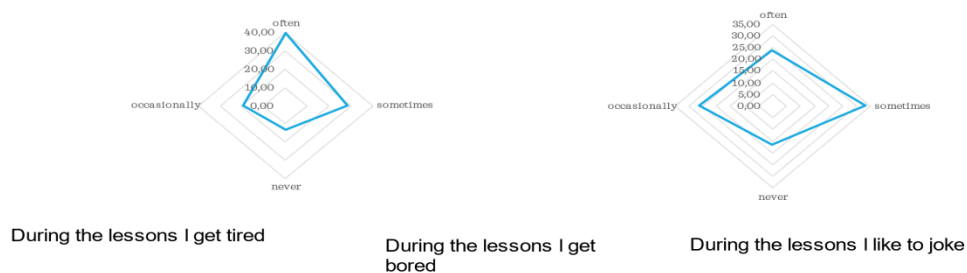 often
40,00
30,00
20,00
10,00
occasionally 0,00 sometimes
never
often
35,00
30,00
25,00
20,00
15,00
10,00
5,00
occasionally 0,00 sometimes
never
During the lessons I get tired
During the lessons I get
bored
During the lessons I like to joke